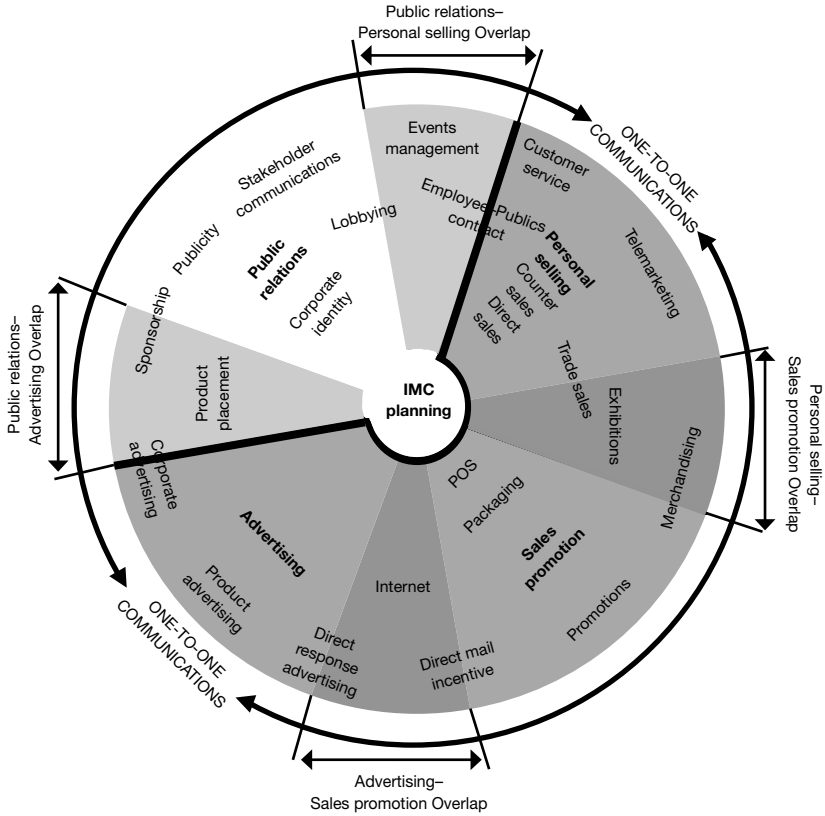 Public relations–
Personal selling Overlap
ONE-TO-ONE
COMMUNICATIONS
Events
management
Customer
service
Stakeholder
communications
Employee-Publics
contract
Lobbying
Publicity
Public
relations
Corporate
identity
Personal
selling
Counter
sales
Direct
sales
Telemarketing
Public relations–
Advertising Overlap
Sponsorship
Product
placement
IMC
planning
Trade sales
Exhibitions
Merchandising
Personal selling–
Sales promotion Overlap
Corporate
advertising
Advertising
Product
advertising
POS
Packaging
Sales
promotion
Promotions
Internet
Direct
response
advertising
Direct mail
incentive
ONE-TO-ONE
COMMUNICATIONS
Advertising–
Sales promotion Overlap